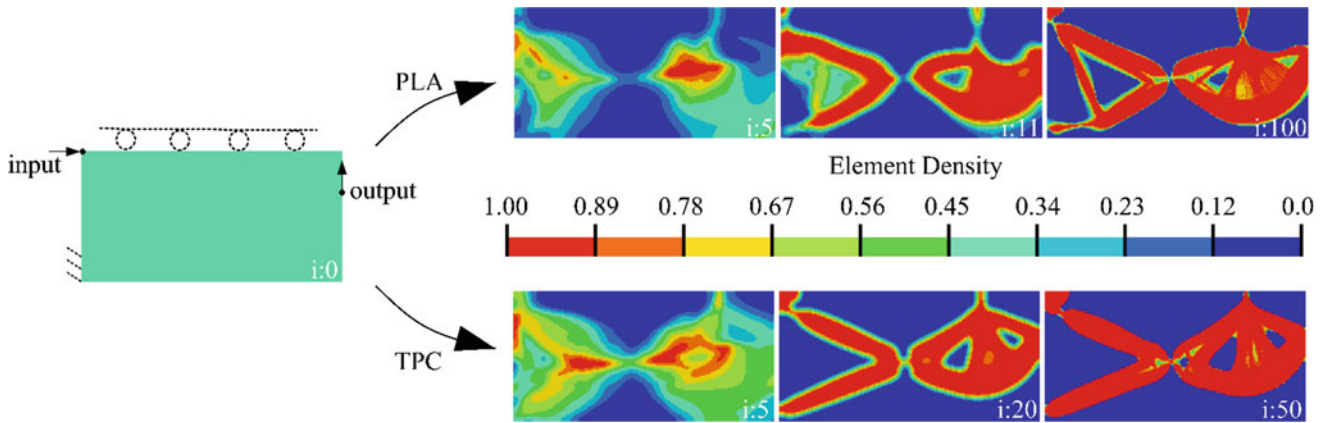 PLA
i:5
i:11
i:100
input
output
i:0
Element Density
1.00 0.89 0.78 0.67 0.56 0.45 0.34 0.23 0.12 0.0
TPC
i:5
i:20
i:50